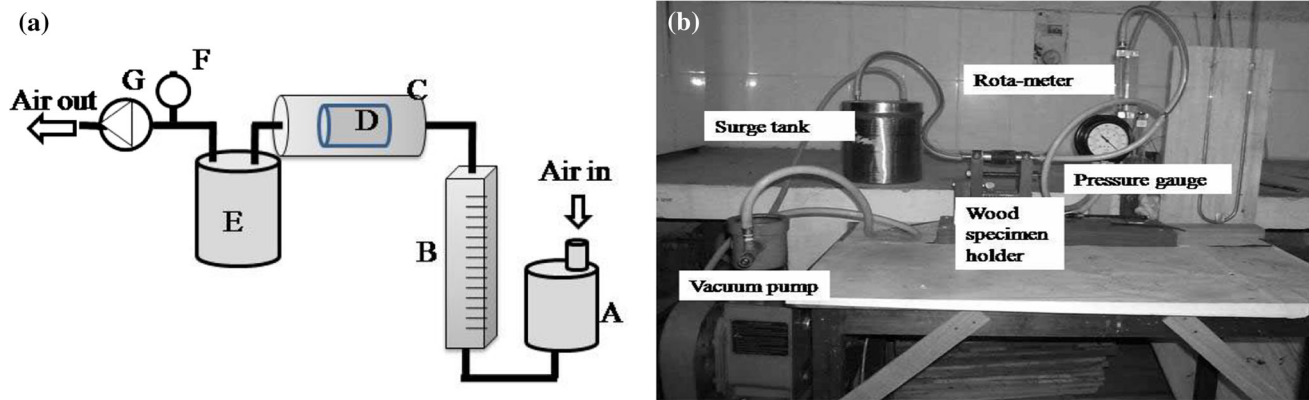 (a)
F
G
C
Air out
D
Air in
E
B
A
(b)
Rota-meter
Surge tank
Pressure gauge
Wood
specimen
holder
Vacuum pump